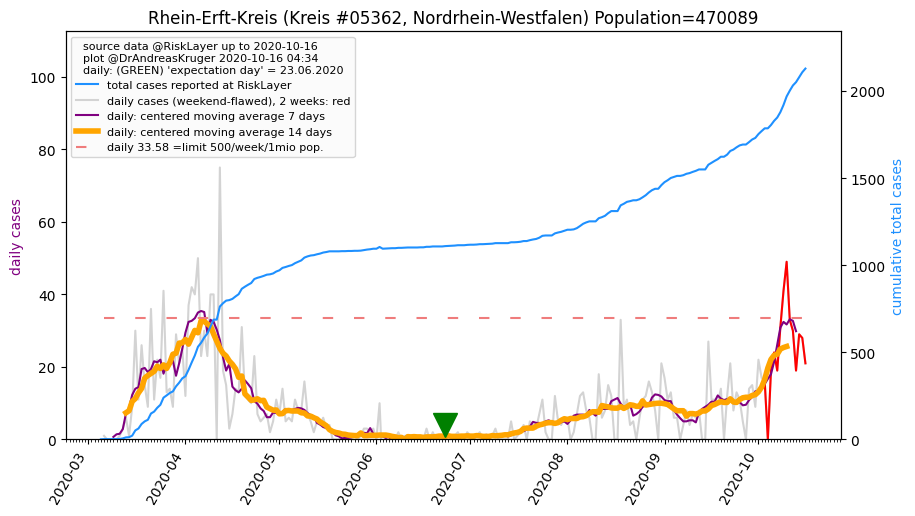 Rhein-Erft-Kreis (Kreis #05362, Nordrhein-Westfalen) Population=470089
source data @RiskLayer up to 2020-10-16
plot @DrAndreasKruger 2020-10-16 04:34
daily: (GREEN) 'expectation day' = 23.06.2020
total cases reported at RiskLayer
daily cases (weekend-flawed), 2 weeks: red
daily: centered moving average 7 days
daily: centered moving average 14 days
daily 33.58 =limit 500/week/1mio pop.
daily cases
100
80
60
40
20
0
cumulative total cases
2000
1500
1000
500
0
2020-03
2020-04
2020-05
2020-06
2020-07
2020-08
2020-09
2020-10